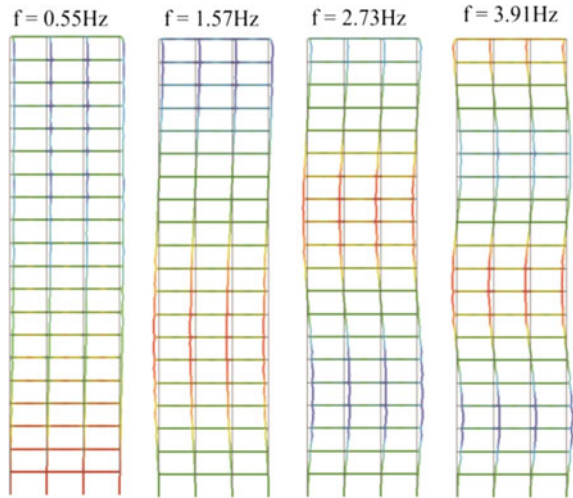 f = 0.55Hz f = 1.57Hz f = 2.73Hz f = 3.91Hz